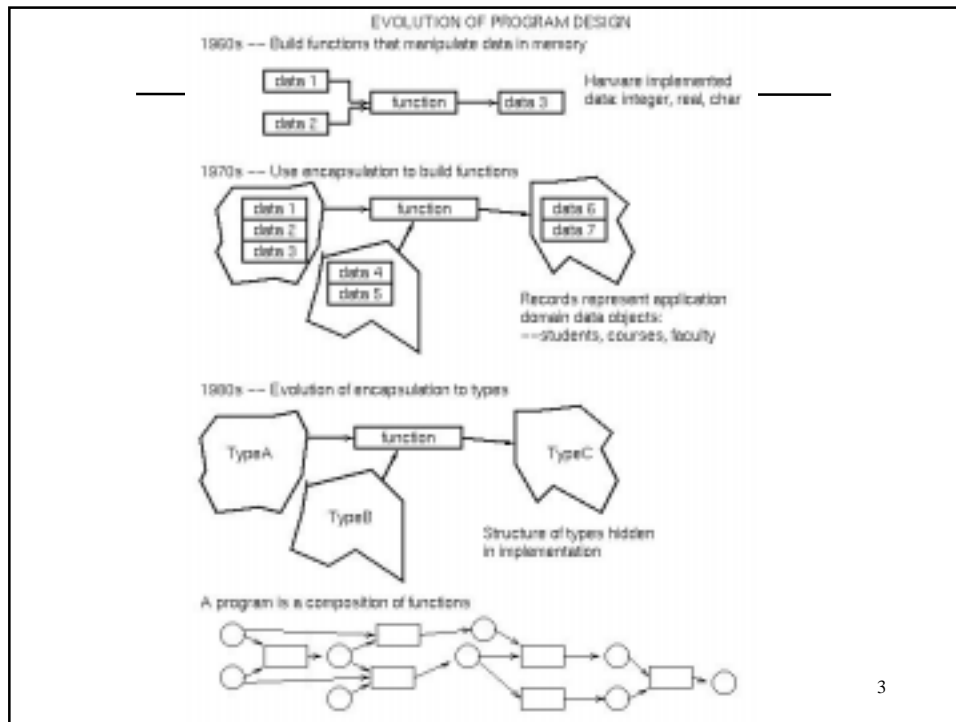 EVOLUTION OF PROGRAM DESIGN
1960s -- Build functions that manipulate data in memory
data 1
function
data 3
data 2
Harware implemented
data: integer, real, char
1970s -- Use encapsulation to build functions
data 1
data 2
data 3
function
data 6
data 7
data 4
data 5
Records represent application
domain data objects:
--students, courses, faculty
1980s -- Evolution of encapsulation to types
TypeA
function
TypeC
TypeB
Structure of types hidden
in implementation
A program is a composition of functions
3